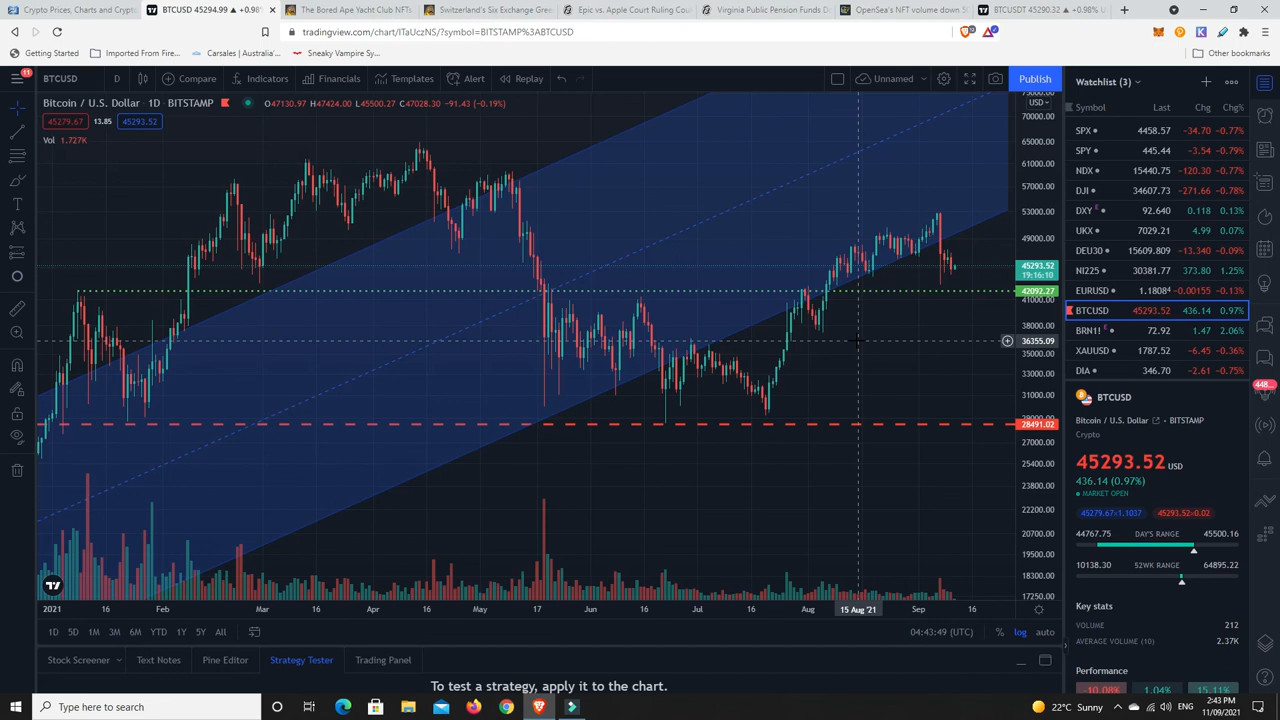 Crypto Prices, Charts and Crypto
BTCUSD 45294.99 ▲ +0.98%
The Bored Ape Yacht Club NFTs
Switzerland's Six Exchange Gree
Epic vs. Apple Court Ruling Cou
Virginia Public Pension Funds D
OpenSea's NFT volume down 5
BTCUSDT 45290.32 ▲ +0.96% U
tradingview.com/chart/ITaUczNS/?symbol=BITSTAMP%3ABTCUSD
Getting Started
Imported From Fire...
Carsales | Australia'...
Sneaky Vampire Sy...
Other bookmarks
11
BTCUSD
D
Compare
Indicators
Financials
Templates
Alert
Replay
Unnamed
Publish
Watchlist (3)
Bitcoin / U.S. Dollar · 1D · BITSTAMP
O47130.97 H47424.00 L45500.27 C47028.30 -91.43 (-0.19%)
45279.67 13.85 45293.52
Vol 1.727K
75000.00
USD
70000.00
65000.00
61000.00
57000.00
53000.00
49000.00
45293.52
19:16:10
42092.27
41000.00
38000.00
36355.09
35000.00
33000.00
31000.00
29000.00
28491.02
27000.00
25400.00
23800.00
22200.00
20700.00
19500.00
18300.00
17250.00
2021 16 Feb Mar 16 Apr 16 May 17 Jun 16 Jul 16 Aug 15 Aug '21 Sep 16
1D 5D 1M 3M 6M YTD 1Y 5Y All
04:43:49 (UTC) % log auto
Stock Screener
Text Notes
Pine Editor
Strategy Tester
Trading Panel
To test a strategy, apply it to the chart.
Symbol Last Chg Chg%
SPX 4458.57 -34.70 -0.77%
SPY 445.44 -3.54 -0.79%
NDX 15440.75 -120.30 -0.77%
DJI 34607.73 -271.66 -0.78%
DXY E 92.640 0.118 0.13%
UKX 7029.21 4.99 0.07%
DEU30 15609.809 -13.340 -0.09%
NI225 30381.77 373.80 1.25%
EURUSD 1.18084 -0.00155 -0.13%
BTCUSD 45293.52 436.14 0.97%
BRN1! E 72.92 1.47 2.06%
XAUUSD 1787.52 -6.45 -0.36%
DIA 346.70 -2.61 -0.75%
448...
BTCUSD
Bitcoin / U.S. Dollar · BITSTAMP
Crypto
45293.52 USD
436.14 (0.97%)
MARKET OPEN
45279.67×1.1037
45293.52×0.02
44767.75 DAY'S RANGE 45500.16
10138.30 52WK RANGE 64895.22
Key stats
VOLUME 212
AVERAGE VOLUME (10) 2.37K
Performance
-10.08% 1.04% 15.11%
Type here to search
22°C Sunny
ENG
2:43 PM
11/09/2021